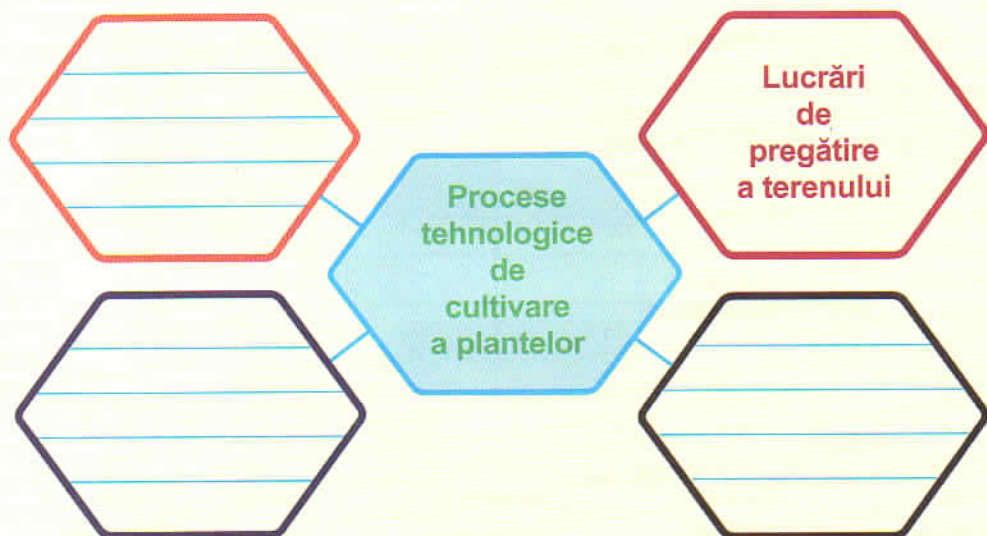 Lucrări
de
pregătire
a terenului
Procese
tehnologice
de
cultivare
a plantelor